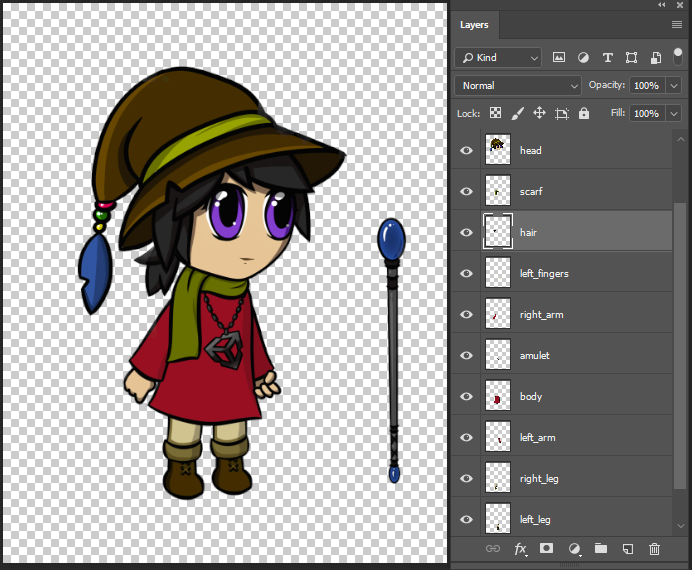 Layers
Kind
Normal
Opacity: 100%
Lock:
Fill: 100%
head
scarf
hair
left_fingers
right_arm
amulet
body
left_arm
right_leg
left_leg
fx